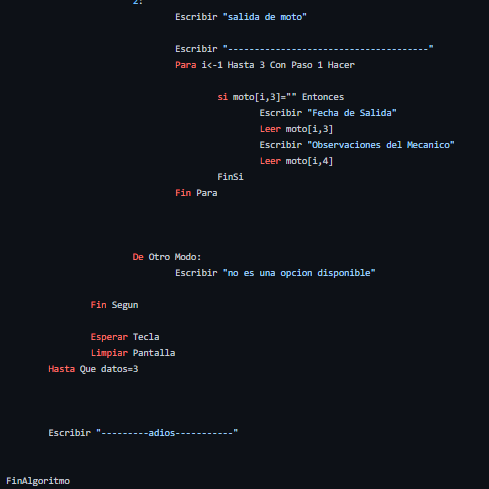 2:
Escribir "salida de moto"
Escribir "--------------------------------------"
Para i<-1 Hasta 3 Con Paso 1 Hacer
si moto[i,3]="" Entonces
Escribir "Fecha de Salida"
Leer moto[i,3]
Escribir "Observaciones del Mecanico"
Leer moto[i,4]
FinSi
Fin Para
De Otro Modo:
Escribir "no es una opcion disponible"
Fin Segun
Esperar Tecla
Limpiar Pantalla
Hasta Que datos=3
Escribir "---------adios-----------"
FinAlgoritmo